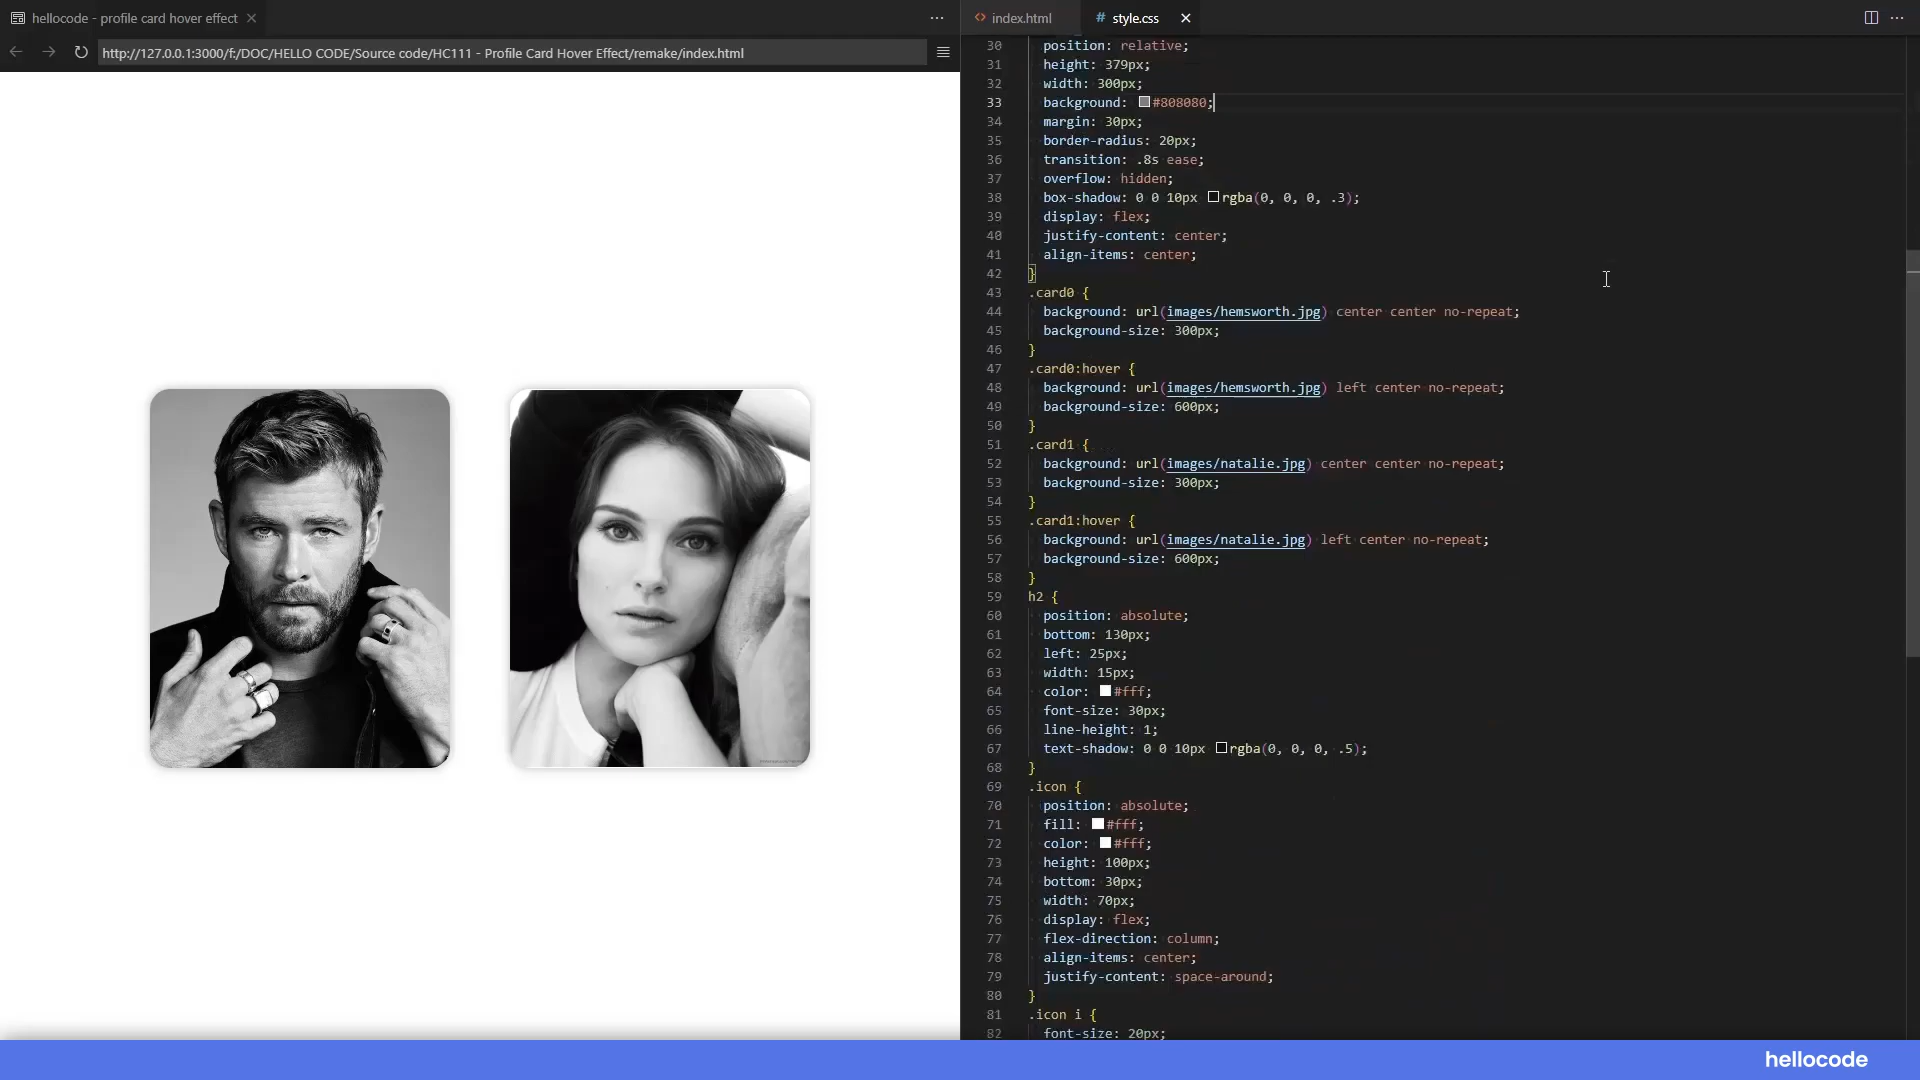 hellocode - profile card hover effect
http://127.0.0.1:3000/f:/DOC/HELLO CODE/Source code/HC111 - Profile Card Hover Effect/remake/index.html
index.html
# style.css
30 position: relative;
31 height: 379px;
32 width: 300px;
33 background: #808080;
34 margin: 30px;
35 border-radius: 20px;
36 transition: .8s ease;
37 overflow: hidden;
38 box-shadow: 0 0 10px rgba(0, 0, 0, .3);
39 display: flex;
40 justify-content: center;
41 align-items: center;
42 }
43 .card0 {
44 background: url(images/hemsworth.jpg) center center no-repeat;
45 background-size: 300px;
46 }
47 .card0:hover {
48 background: url(images/hemsworth.jpg) left center no-repeat;
49 background-size: 600px;
50 }
51 .card1 {
52 background: url(images/natalie.jpg) center center no-repeat;
53 background-size: 300px;
54 }
55 .card1:hover {
56 background: url(images/natalie.jpg) left center no-repeat;
57 background-size: 600px;
58 }
59 h2 {
60 position: absolute;
61 bottom: 130px;
62 left: 25px;
63 width: 15px;
64 color: #fff;
65 font-size: 30px;
66 line-height: 1;
67 text-shadow: 0 0 10px rgba(0, 0, 0, .5);
68 }
69 .icon {
70 position: absolute;
71 fill: #fff;
72 color: #fff;
73 height: 100px;
74 bottom: 30px;
75 width: 70px;
76 display: flex;
77 flex-direction: column;
78 align-items: center;
79 justify-content: space-around;
80 }
81 .icon i {
82 font-size: 20px;
hellocode